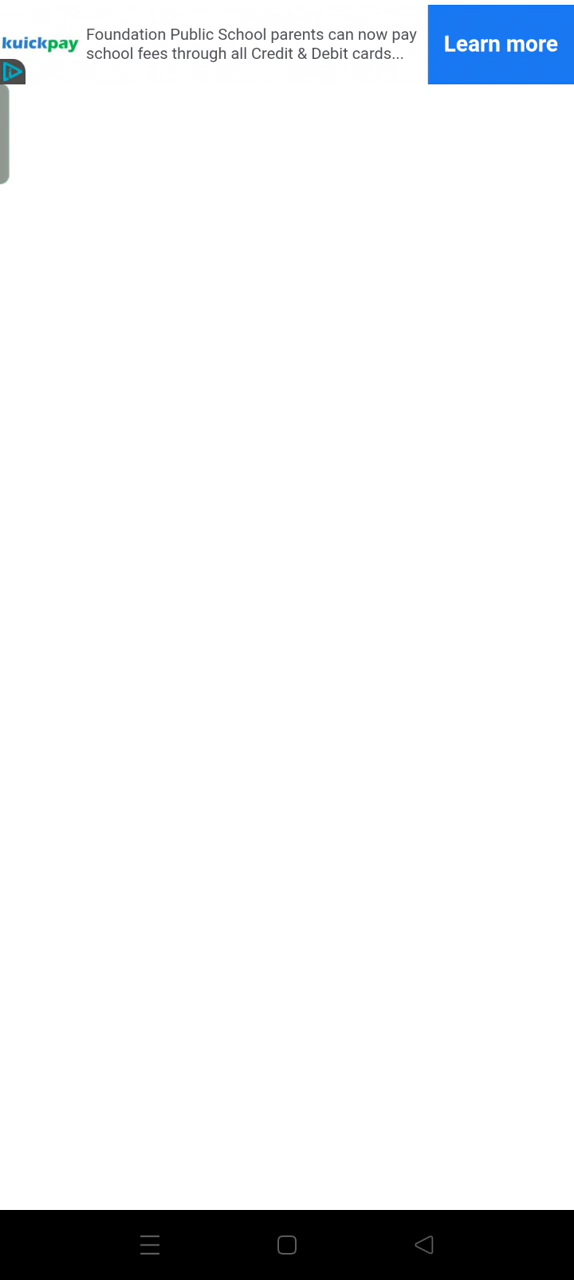 kuickpay
Foundation Public School parents can now pay
school fees through all Credit & Debit cards...
Learn more